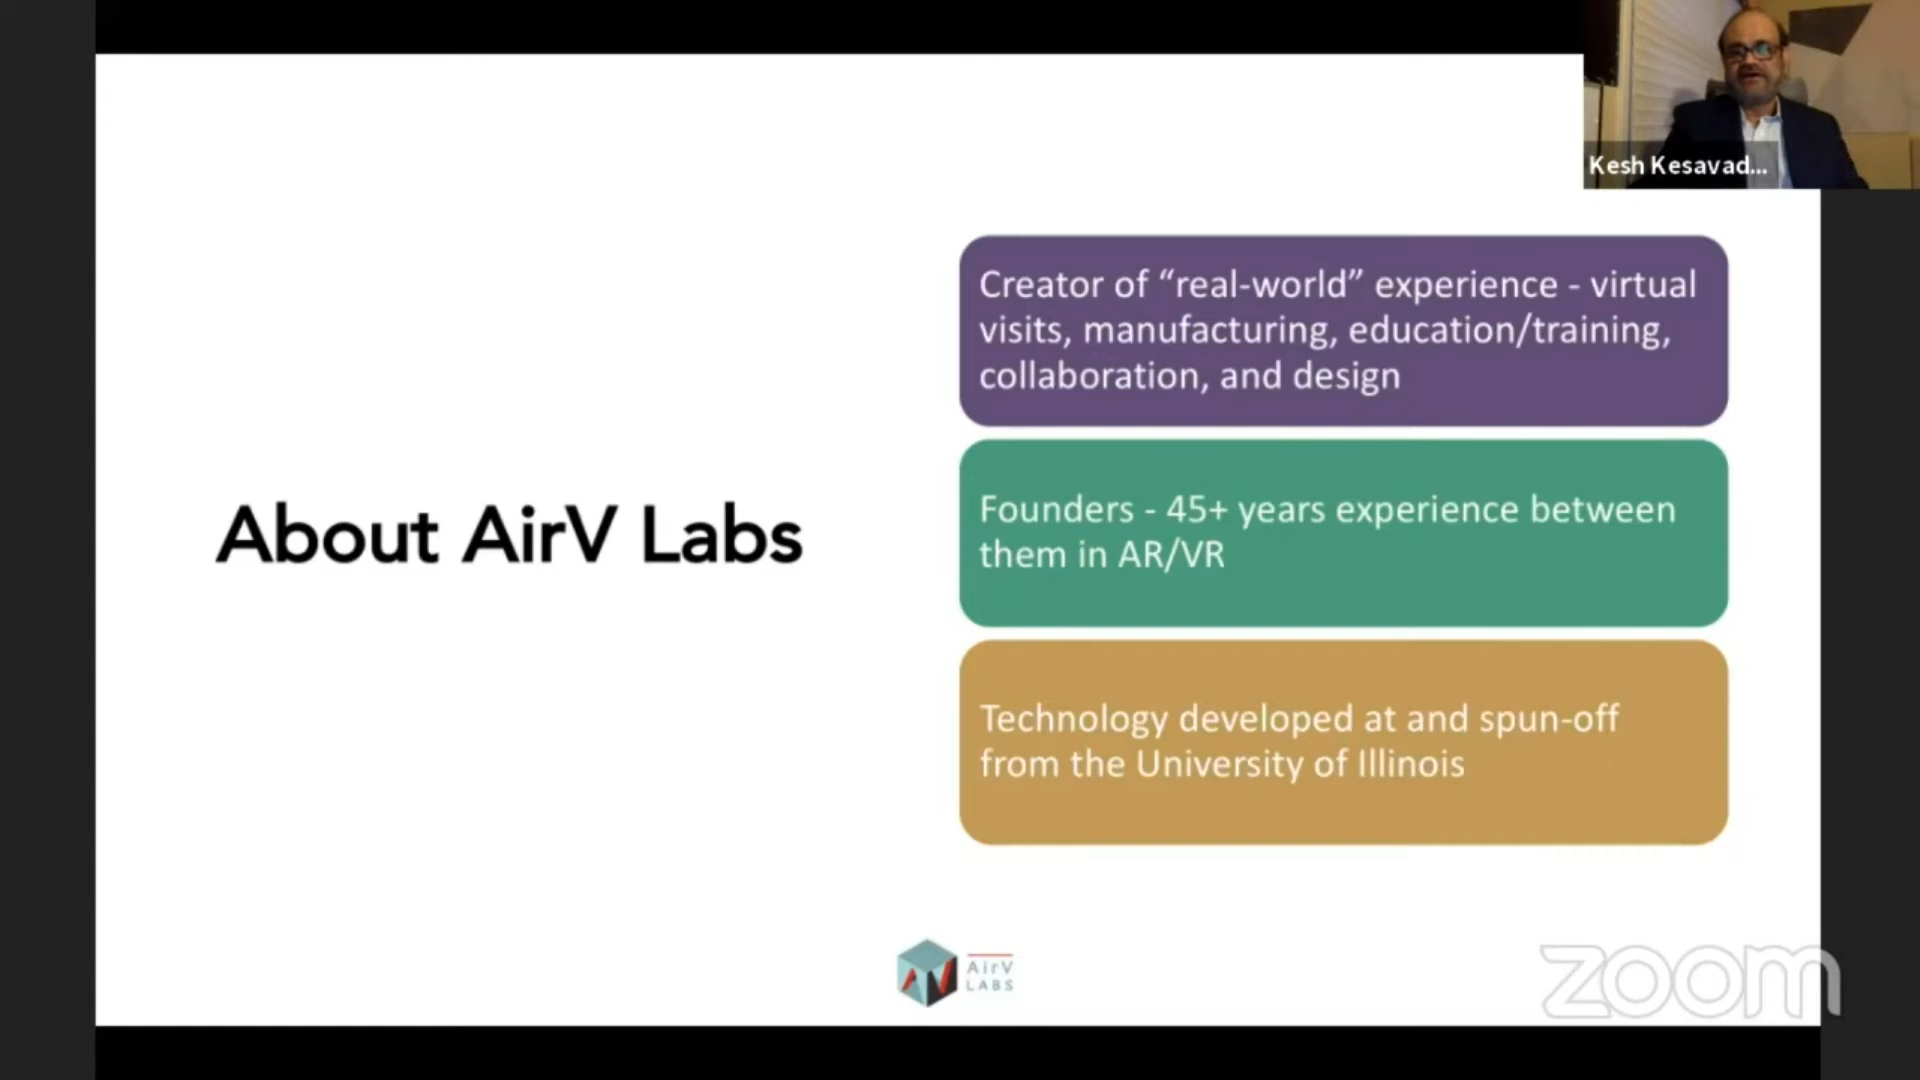 Kesh Kesavad...
Creator of “real-world” experience - virtual
visits, manufacturing, education/training,
collaboration, and design
About AirV Labs
Founders - 45+ years experience between
them in AR/VR
Technology developed at and spun-off
from the University of Illinois
AirV
LABS
zoom